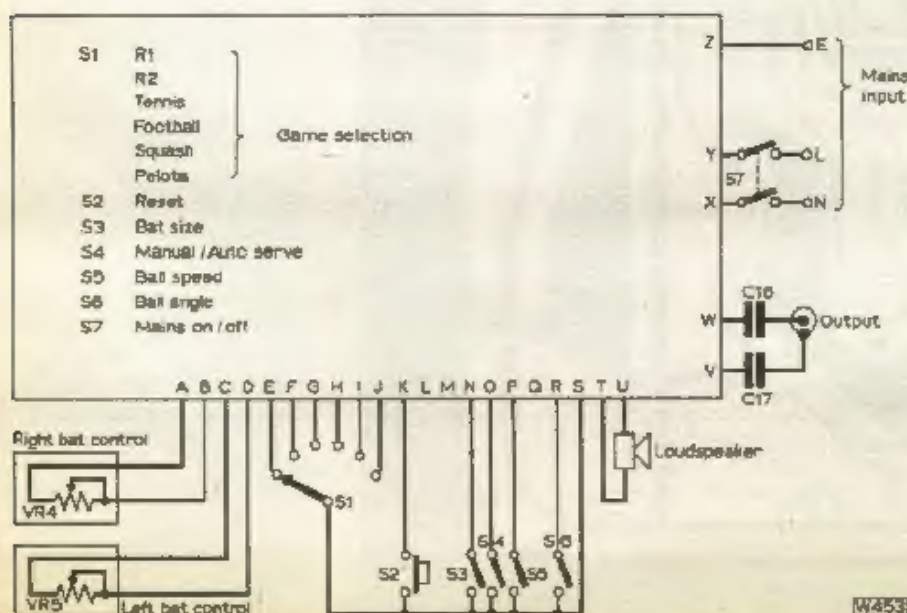 S1 R1
R2
Tennis
Football
Squash
Pelota
Game selection
S2 Reset
S3 Bat size
S4 Manual / Auto serve
S5 Ball speed
S6 Ball angle
S7 Mains on / off
Z E
Mains
input
Y L
S7
X N
C16
W Output
V
C17
A B C D E F G H I J K L M N O P Q R S T U
Right bat control
VR4
S1
Loudspeaker
S2 S3 S4 S5 S6
VR5 Left bat control
W453